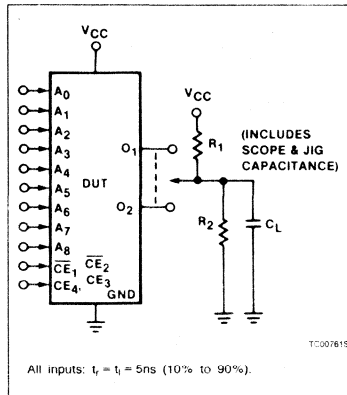 VCC
A0
A1
A2
A3
A4
A5
A6
A7
A8
CE1 CE2
CE4, CE3
GND
DUT
O1
O2
VCC
R1
(INCLUDES
SCOPE & JIG
CAPACITANCE)
R2
CL
TC00761S
All inputs: tr = tf = 5ns (10% to 90%).